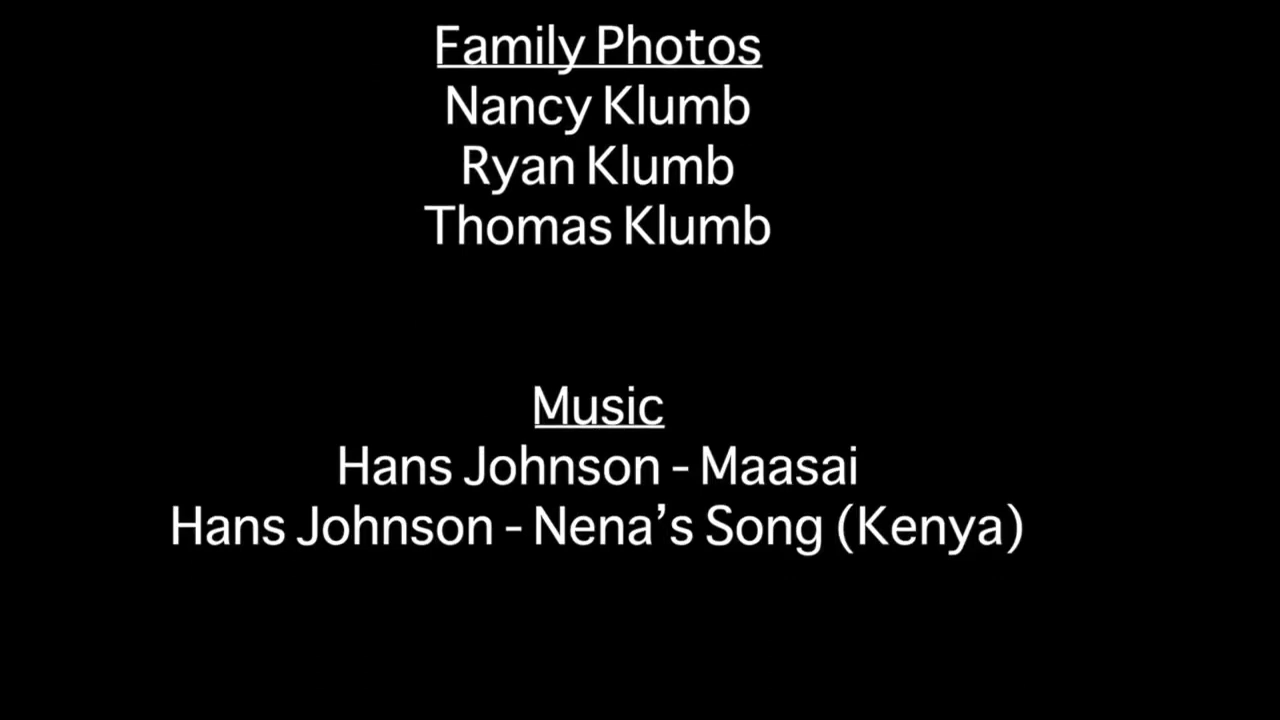 Family Photos
Nancy Klumb
Ryan Klumb
Thomas Klumb
Music
Hans Johnson - Maasai
Hans Johnson - Nena’s Song (Kenya)